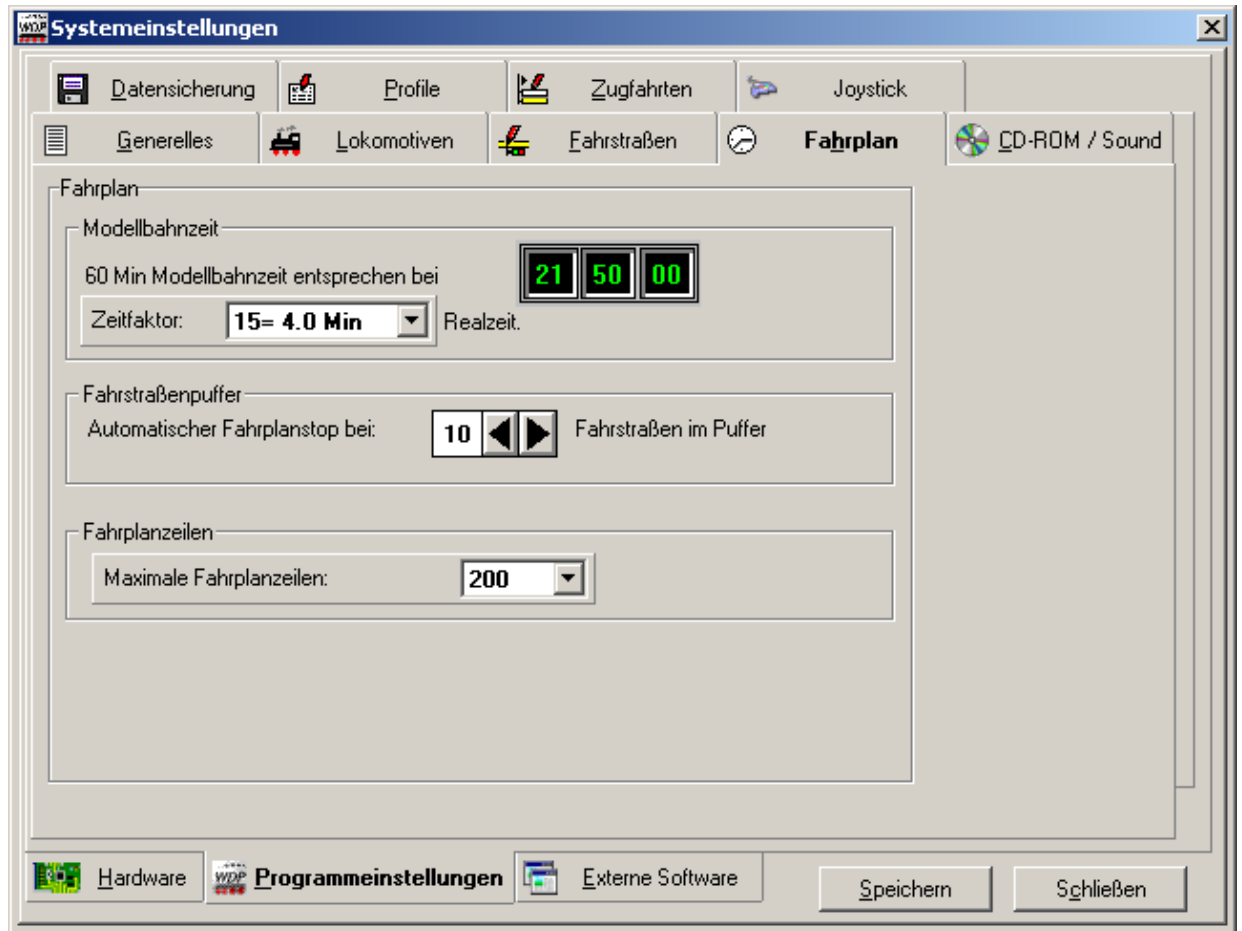 WDP Systemeinstellungen
Datensicherung Profile Zugfahrten Joystick
Generelles Lokomotiven Fahrstraßen Fahrplan CD-ROM / Sound
Fahrplan
Modellbahnzeit
60 Min Modellbahnzeit entsprechen bei 21 50 00
Zeitfaktor: 15= 4.0 Min Realzeit.
Fahrstraßenpuffer
Automatischer Fahrplanstop bei: 10 Fahrstraßen im Puffer
Fahrplanzeilen
Maximale Fahrplanzeilen: 200
Hardware WDP Programmeinstellungen Externe Software
Speichern Schließen